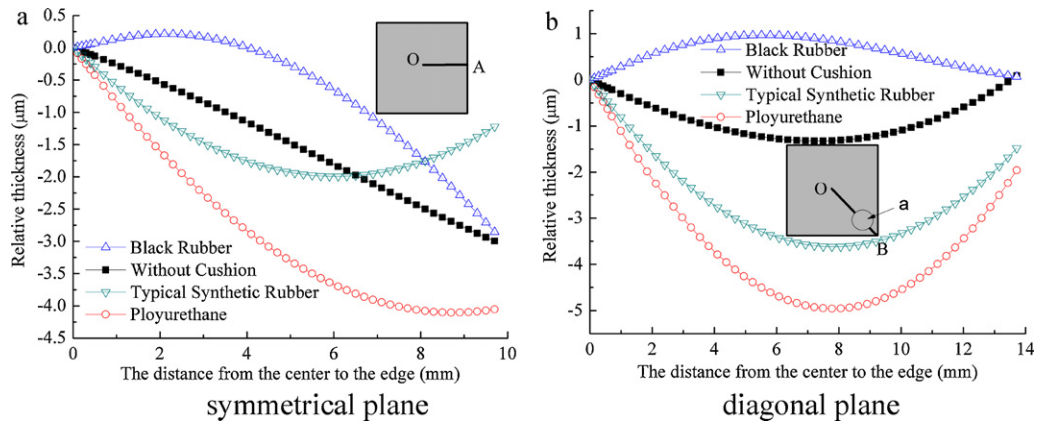 a
0.5
0.0
-0.5
-1.0
-1.5
-2.0
-2.5
-3.0
-3.5
-4.0
-4.5
Relative thickness (μm)
O
A
Black Rubber
Without Cushion
Typical Synthetic Rubber
Ployurethane
0 2 4 6 8 10
The distance from the center to the edge (mm)
symmetrical plane
b
1
0
-1
-2
-3
-4
-5
Relative thickness (μm)
Black Rubber
Without Cushion
Typical Synthetic Rubber
Ployurethane
O
a
B
0 2 4 6 8 10 12 14
The distance from the center to the edge (mm)
diagonal plane